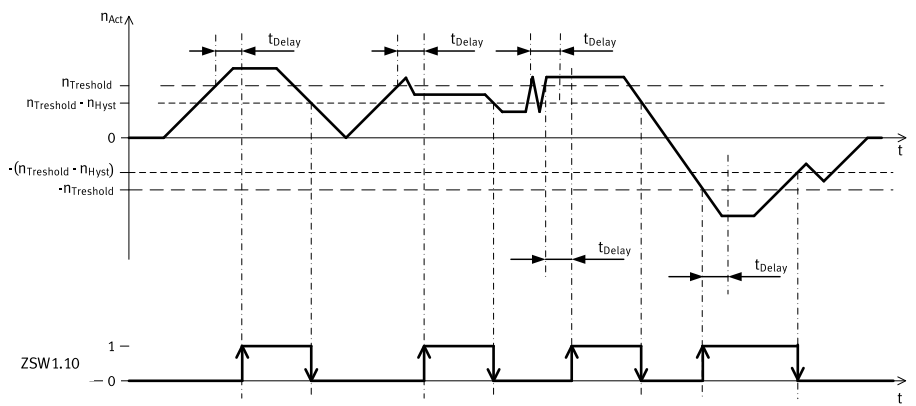 n_Act
t_Delay
t_Delay
t_Delay
n_Treshold
n_Treshold - n_Hyst
0
t
-(n_Treshold - n_Hyst)
-n_Treshold
t_Delay
t_Delay
1
ZSW1.10
0
t